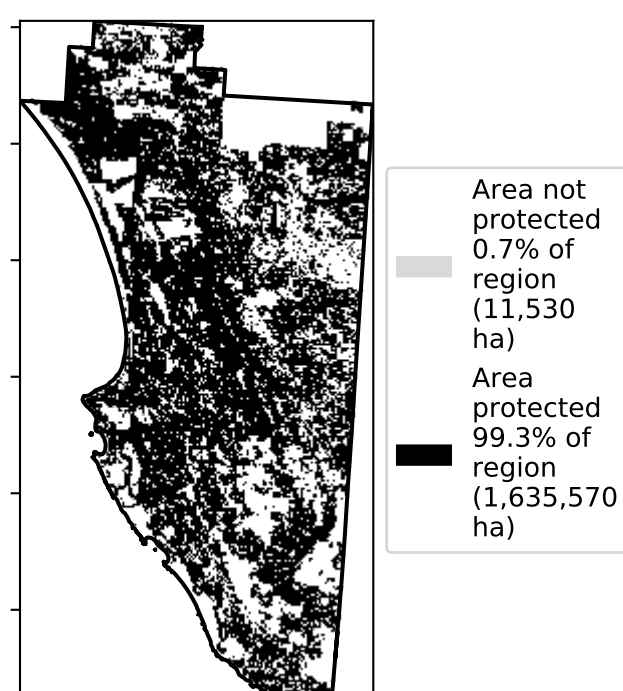 Area not
protected
0.7% of
region
(11,530
ha)
Area
protected
99.3% of
region
(1,635,570
ha)